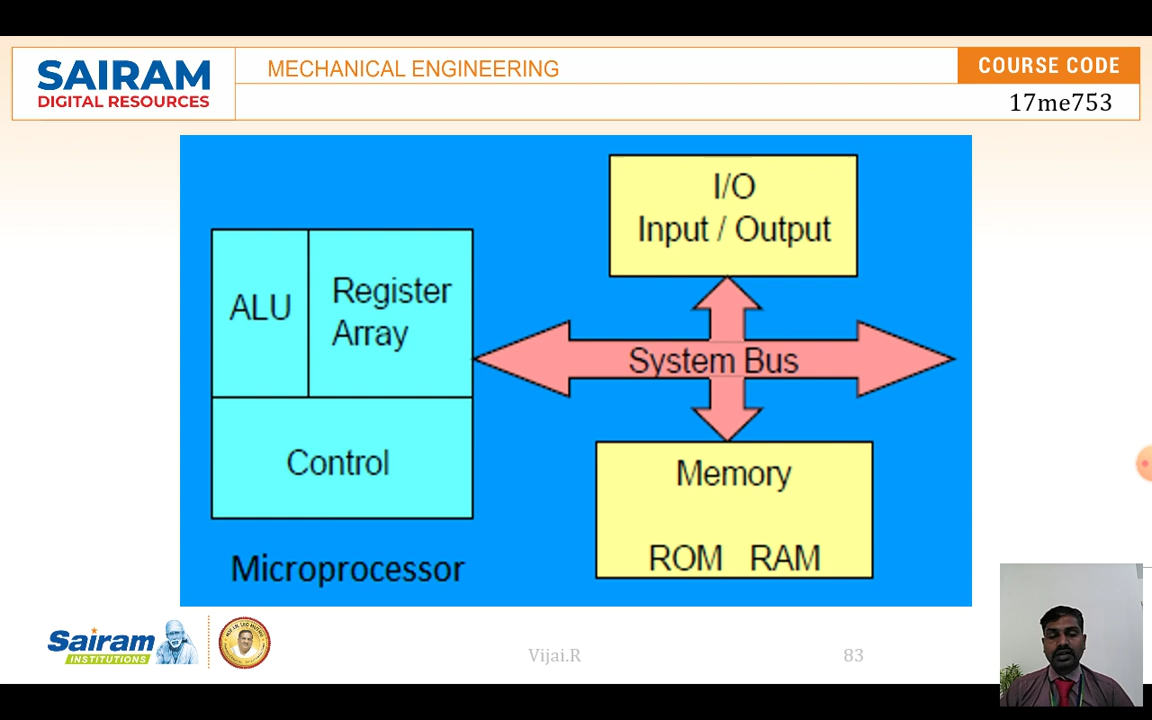 SAIRAM
DIGITAL RESOURCES
MECHANICAL ENGINEERING
COURSE CODE
17me753
I/O
Input / Output
ALU
Register
Array
System Bus
Control
Memory
ROM RAM
Microprocessor
Sairam
INSTITUTIONS
Vijai.R
83